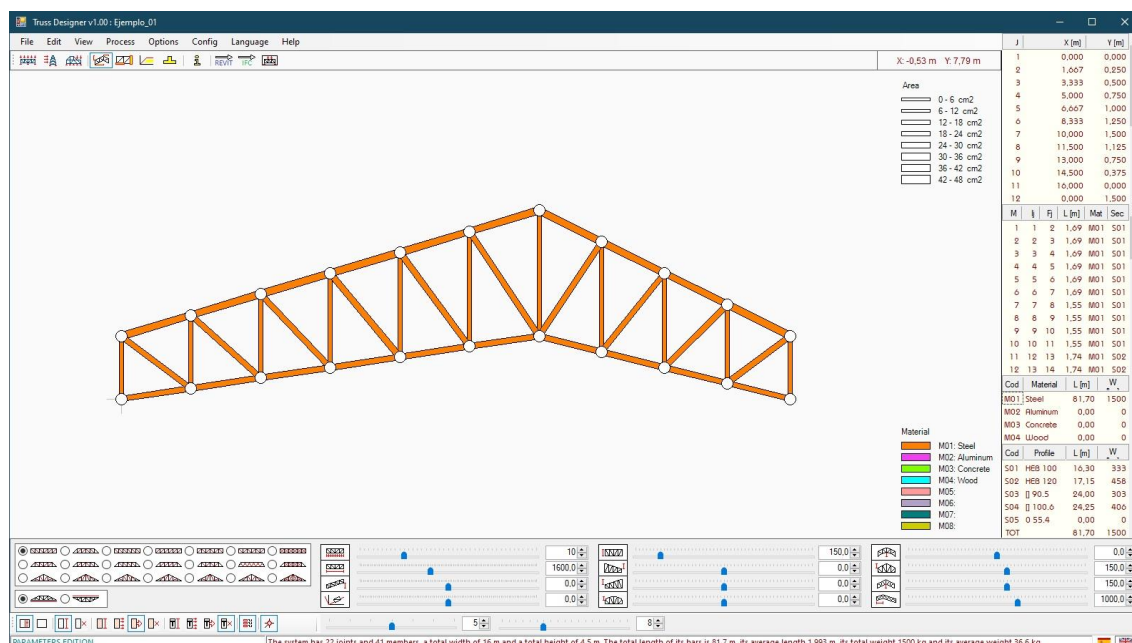 Truss Designer v1.00 : Ejemplo_01
File Edit View Process Options Config Language Help
REVIT IFC
X: -0,53 m Y: 7,79 m
J X [m] Y [m]
1 0,000 0,000
2 1,667 0,250
3 3,333 0,500
4 5,000 0,750
5 6,667 1,000
6 8,333 1,250
7 10,000 1,500
8 11,500 1,125
9 13,000 0,750
10 14,500 0,375
11 16,000 0,000
12 0,000 1,500
Area
0 - 6 cm2
6 - 12 cm2
12 - 18 cm2
18 - 24 cm2
24 - 30 cm2
30 - 36 cm2
36 - 42 cm2
42 - 48 cm2
M Ij Fj L [m] Mat Sec
1 1 2 1,69 M01 S01
2 2 3 1,69 M01 S01
3 3 4 1,69 M01 S01
4 4 5 1,69 M01 S01
5 5 6 1,69 M01 S01
6 6 7 1,69 M01 S01
7 7 8 1,55 M01 S01
8 8 9 1,55 M01 S01
9 9 10 1,55 M01 S01
10 10 11 1,55 M01 S01
11 12 13 1,74 M01 S02
12 13 14 1,74 M01 S02
Cod Material L [m] W
M01 Steel 81,70 1500
M02 Aluminum 0,00 0
M03 Concrete 0,00 0
M04 Wood 0,00 0
Cod Profile L [m] W
S01 HEB 100 16,30 333
S02 HEB 120 17,15 458
S03 [] 90.5 24,00 303
S04 [] 100.6 24,25 406
S05 0 55.4 0,00 0
TOT 81,70 1500
Material
M01: Steel
M02: Aluminum
M03: Concrete
M04: Wood
M05:
M06:
M07:
M08:
10 150,0 0,0
1600,0 0,0 150,0
0,0 0,0 150,0
0,0 0,0 1000,0
5 8
PARAMETERS EDITION
The system has 22 joints and 41 members, a total width of 16 m and a total height of 4.5 m. The total length of its bars is 81.7 m, its average length 1.993 m, its total weight 1500 kg and its average weight 36.6 kg.